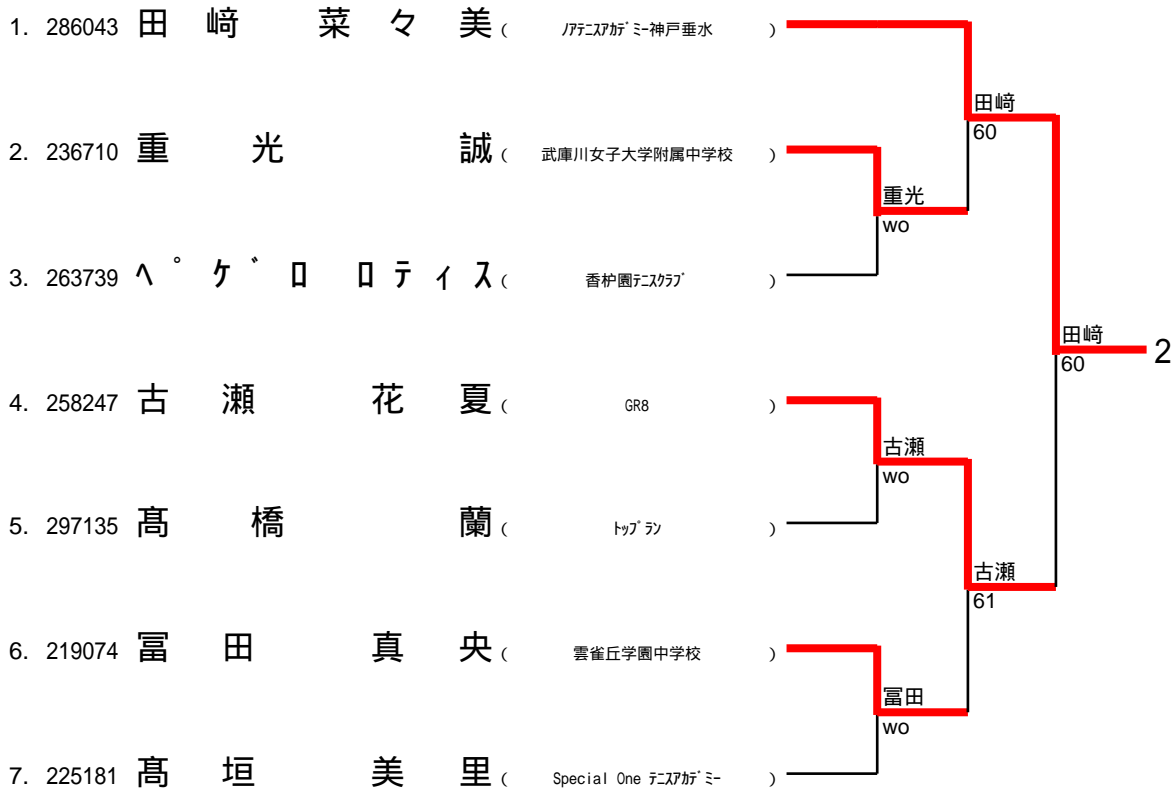 1. 286043 田﨑 菜々美 ( ﾉｱﾃﾆｽｱｶﾃﾞﾐｰ神戸垂水 )
田﨑
60
2. 236710 重光 誠 ( 武庫川女子大学附属中学校 )
重光
wo
3. 263739 ペゲロ ロティス ( 香枦園ﾃﾆｽｸﾗﾌﾞ )
田﨑
60
2
4. 258247 古瀬 花夏 ( GR8 )
古瀬
wo
5. 297135 髙橋 蘭 ( ﾄｯﾌﾟﾗﾝ )
古瀬
61
6. 219074 冨田 真央 ( 雲雀丘学園中学校 )
冨田
wo
7. 225181 髙垣 美里 ( Special One ﾃﾆｽｱｶﾃﾞﾐｰ )